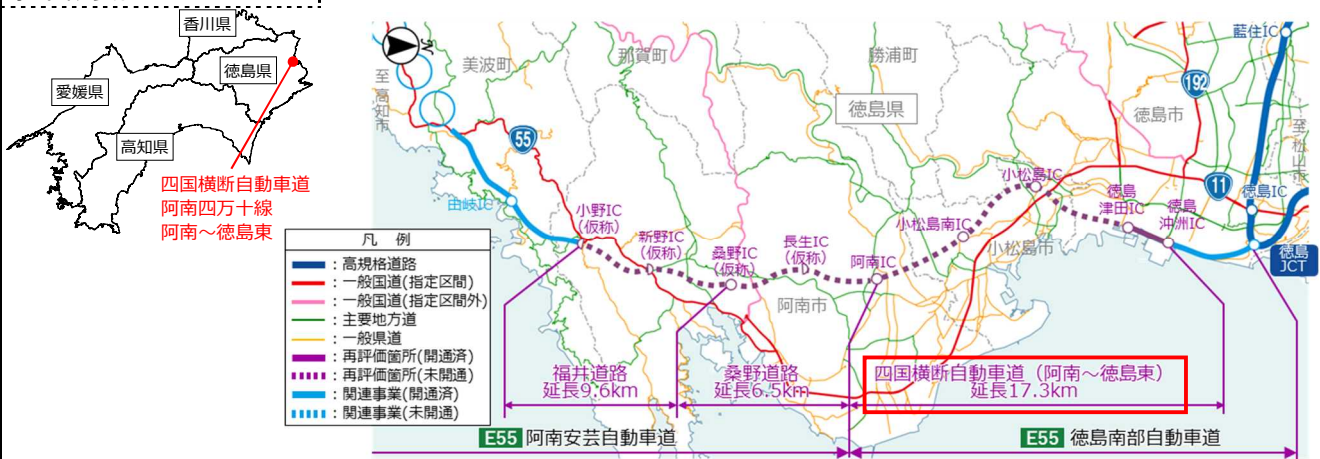 香川県
徳島県
愛媛県
高知県
四国横断自動車道
阿南四万十線
阿南～徳島東
凡 例
：高規格道路
：一般国道(指定区間)
：一般国道(指定区間外)
：主要地方道
：一般県道
：再評価箇所(開通済)
：再評価箇所(未開通)
：関連事業(開通済)
：関連事業(未開通)
N
至 高知市
美波町
那賀町
勝浦町
徳島県
徳島市
藍住IC
192
至 松山市
55
11
由岐IC
小野IC
(仮称)
新野IC
(仮称)
桑野IC
(仮称)
長生IC
(仮称)
阿南IC
小松島南IC
小松島IC
小松島市
徳島
津田IC
徳島
沖洲IC
徳島IC
徳島
JCT
阿南市
福井道路
延長9.6km
桑野道路
延長6.5km
四国横断自動車道（阿南～徳島東）
延長17.3km
E55 阿南安芸自動車道
E55 徳島南部自動車道